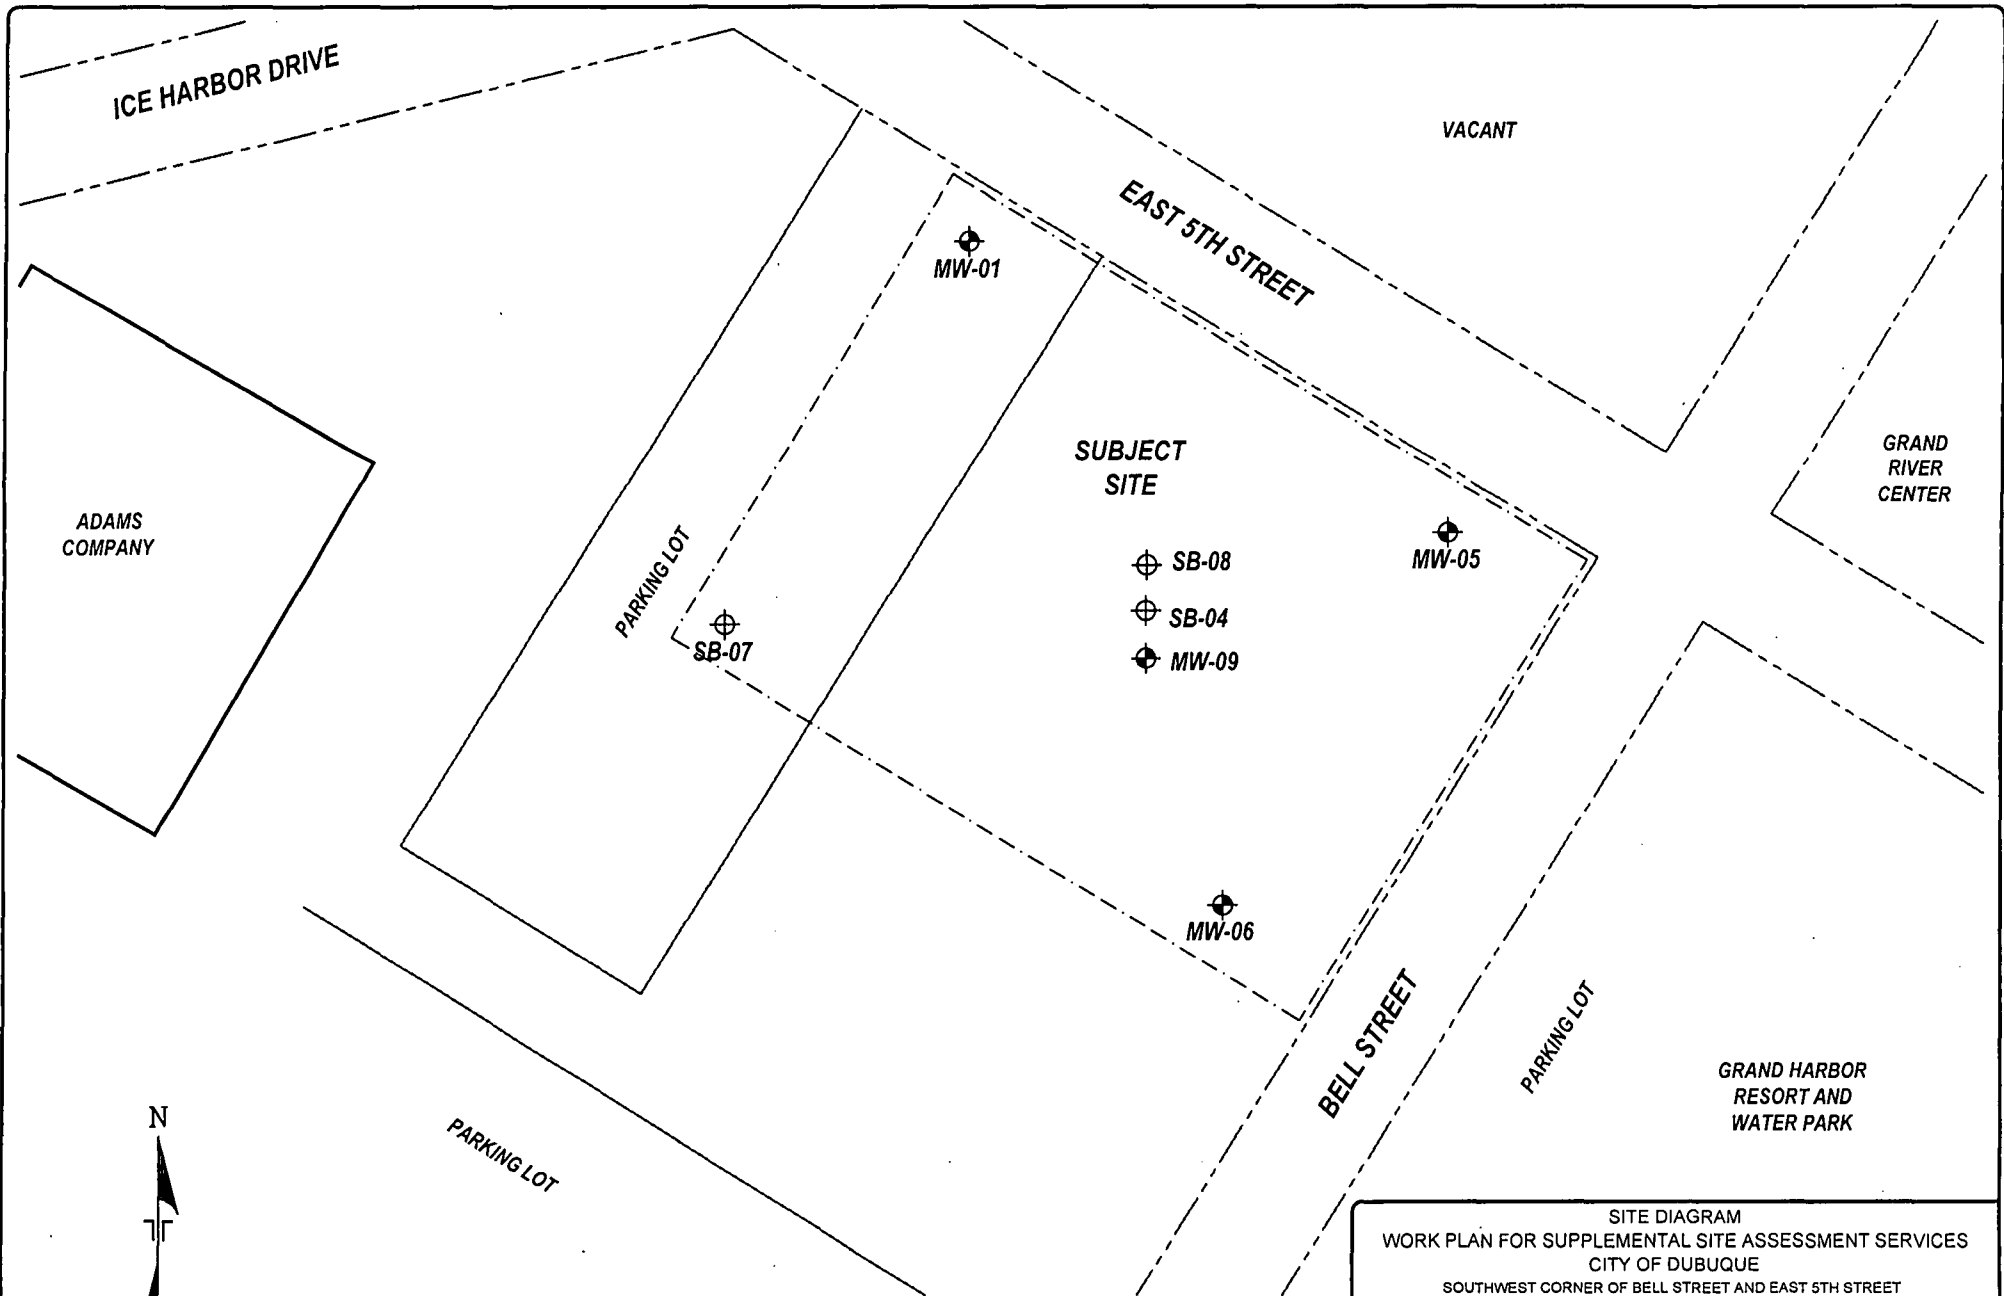 ICE HARBOR DRIVE
VACANT
EAST 5TH STREET
MW-01
SUBJECT
SITE
GRAND
RIVER
CENTER
ADAMS
COMPANY
PARKING LOT
MW-05
SB-08
SB-04
SB-07
MW-09
MW-06
BELL STREET
PARKING LOT
GRAND HARBOR
RESORT AND
WATER PARK
N
PARKING LOT
SITE DIAGRAM
WORK PLAN FOR SUPPLEMENTAL SITE ASSESSMENT SERVICES
CITY OF DUBUQUE
SOUTHWEST CORNER OF BELL STREET AND EAST 5TH STREET